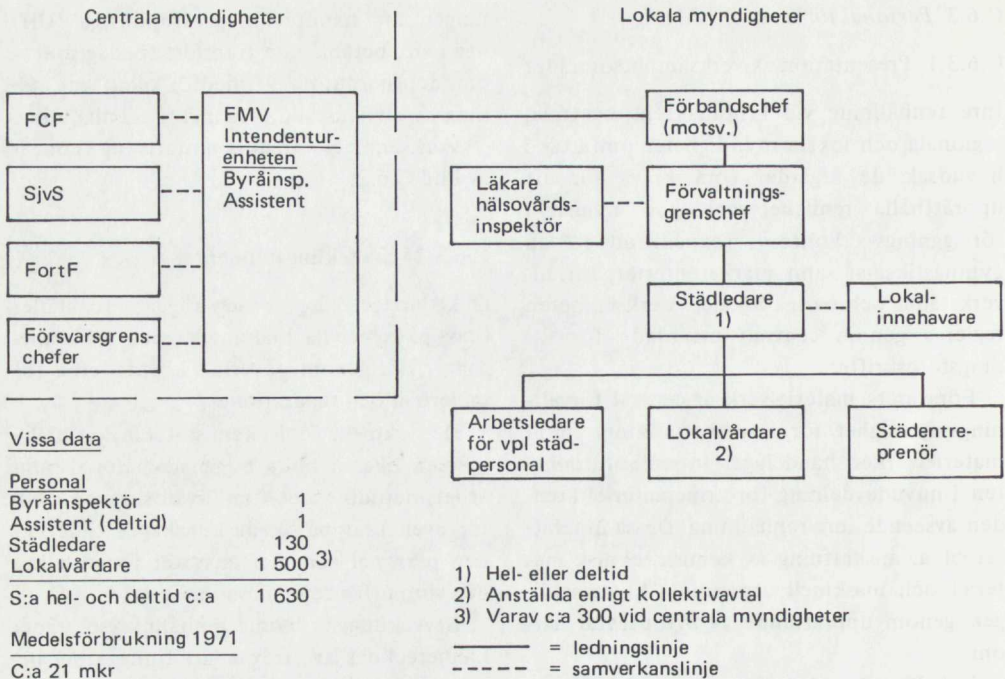 Centrala myndigheter
FCF
SjvS
FortF
Försvarsgrens-
chefer
FMV
Intendentur-
enheten
Byråinsp.
Assistent
Lokala myndigheter
Förbandschef
(motsv.)
Läkare
hälsovårds-
inspektör
Förvaltnings-
grenschef
Städledare
1)
Lokal-
innehavare
Arbetsledare
för vpl städ-
personal
Lokalvårdare
2)
Städentre-
prenör
Vissa data
Personal
Byråinspektör 1
Assistent (deltid) 1
Städledare 130
Lokalvårdare 1 500 3)
S:a hel- och deltid c:a 1 630
Medelsförbrukning 1971
C:a 21 mkr
1) Hel- eller deltid
2) Anställda enligt kollektivavtal
3) Varav c:a 300 vid centrala myndigheter
= ledningslinje
= samverkanslinje